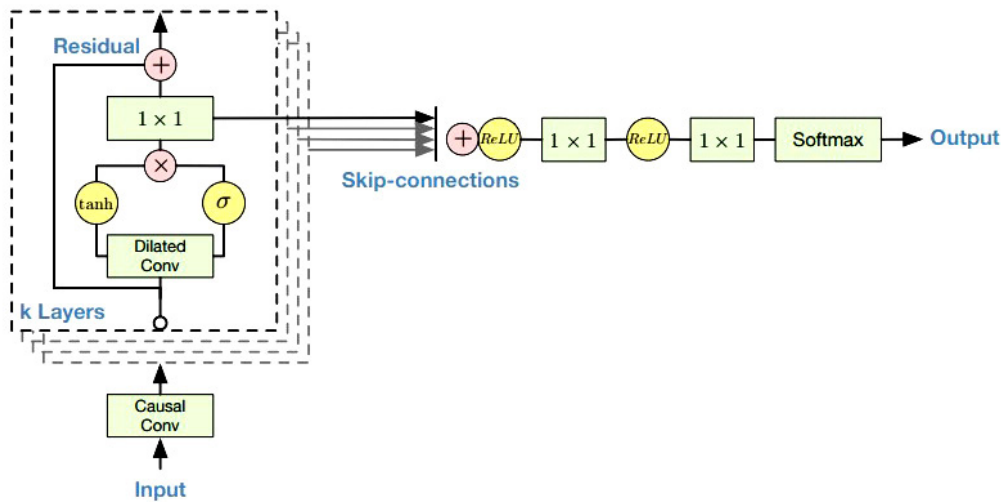 Residual
+
1 × 1
×
tanh
σ
Dilated
Conv
k Layers
Causal
Conv
Input
Skip-connections
+
ReLU
1 × 1
ReLU
1 × 1
Softmax
Output